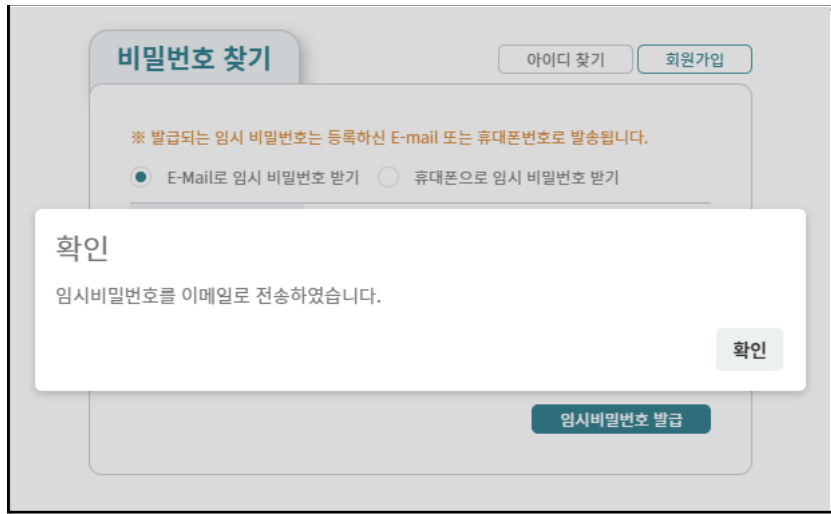 비밀번호 찾기
아이디 찾기
회원가입
※ 발급되는 임시 비밀번호는 등록하신 E-mail 또는 휴대폰번호로 발송됩니다.
E-Mail로 임시 비밀번호 받기
휴대폰으로 임시 비밀번호 받기
확인
임시비밀번호를 이메일로 전송하였습니다.
확인
임시비밀번호 발급